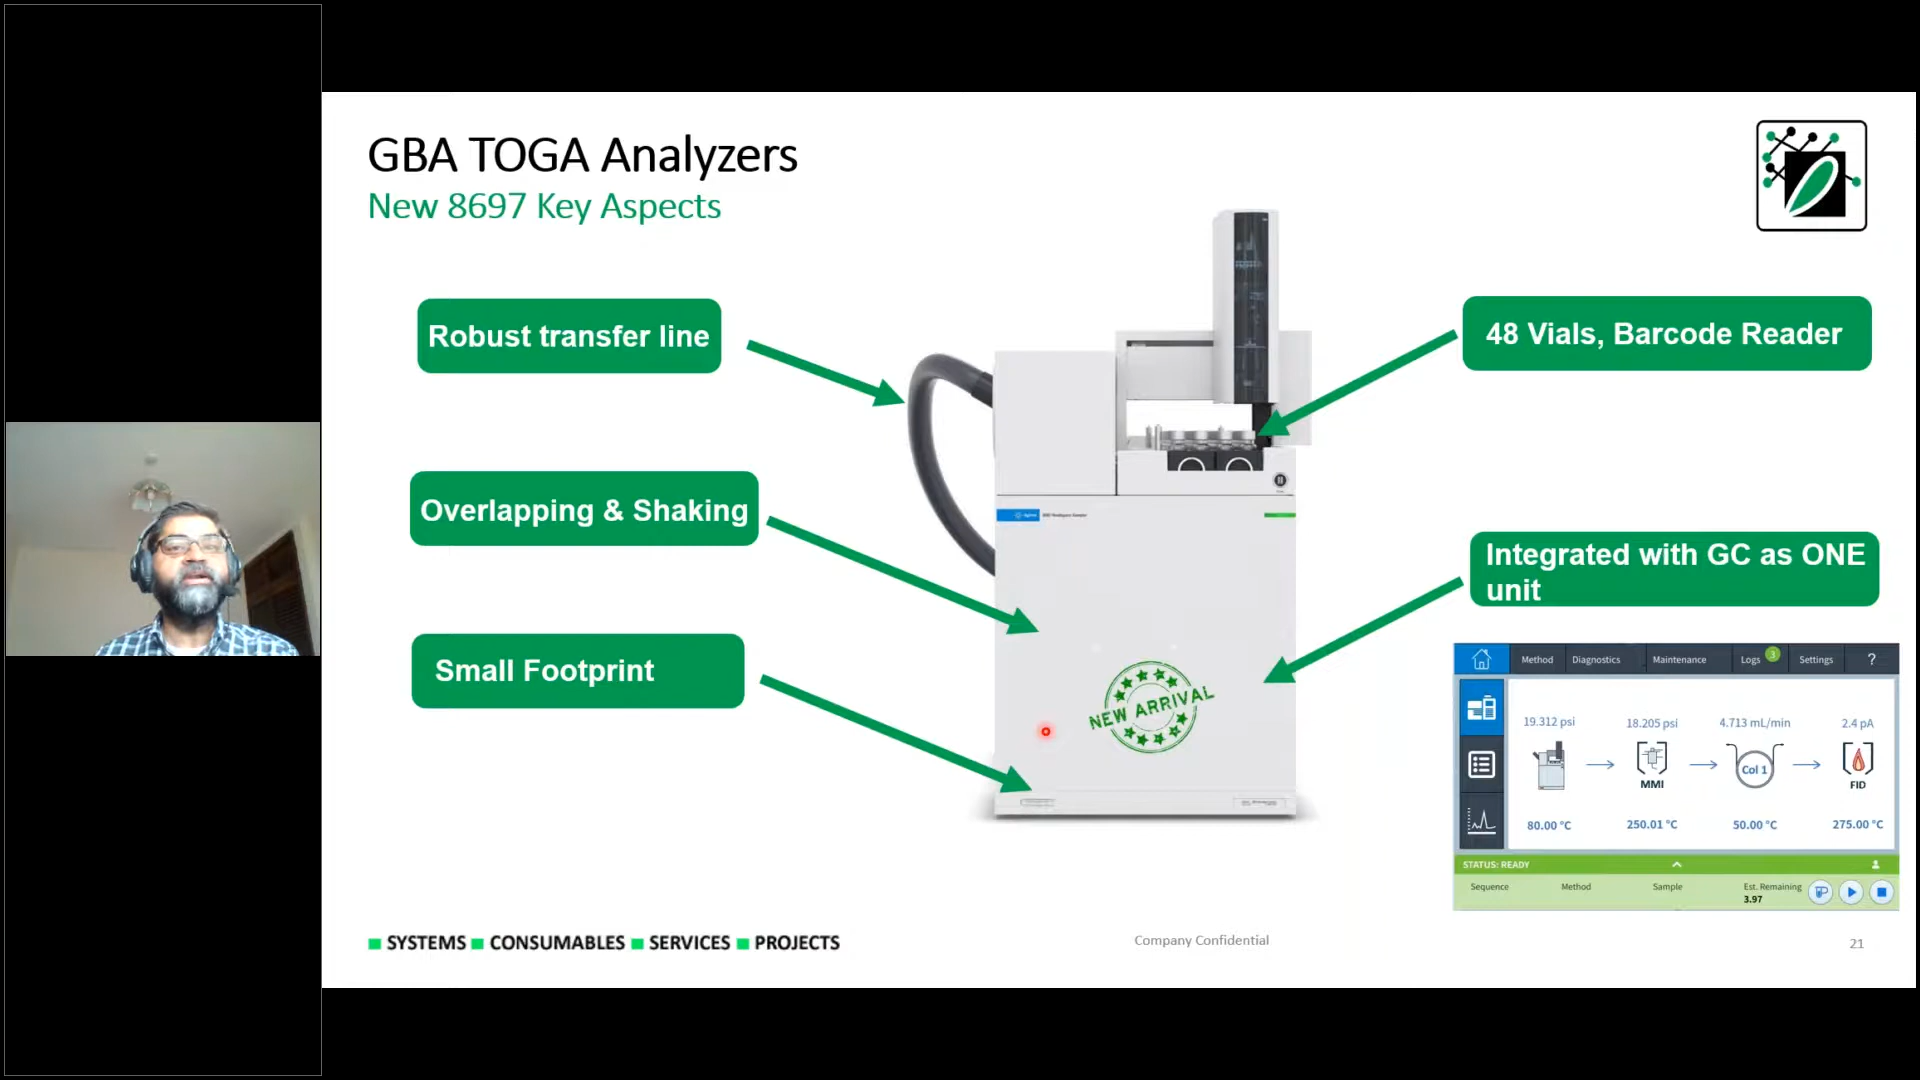 GBA TOGA Analyzers
New 8697 Key Aspects
Robust transfer line
48 Vials, Barcode Reader
Overlapping & Shaking
Integrated with GC as ONE
unit
Small Footprint
NEW ARRIVAL
Method Diagnostics Maintenance Logs 3 Settings ?
19.312 psi 18.205 psi 4.713 mL/min 2.4 pA
Col 1
MMI FID
80.00 °C 250.01 °C 50.00 °C 275.00 °C
STATUS: READY
Sequence Method Sample Est. Remaining
3.97
SYSTEMS CONSUMABLES SERVICES PROJECTS
Company Confidential
21